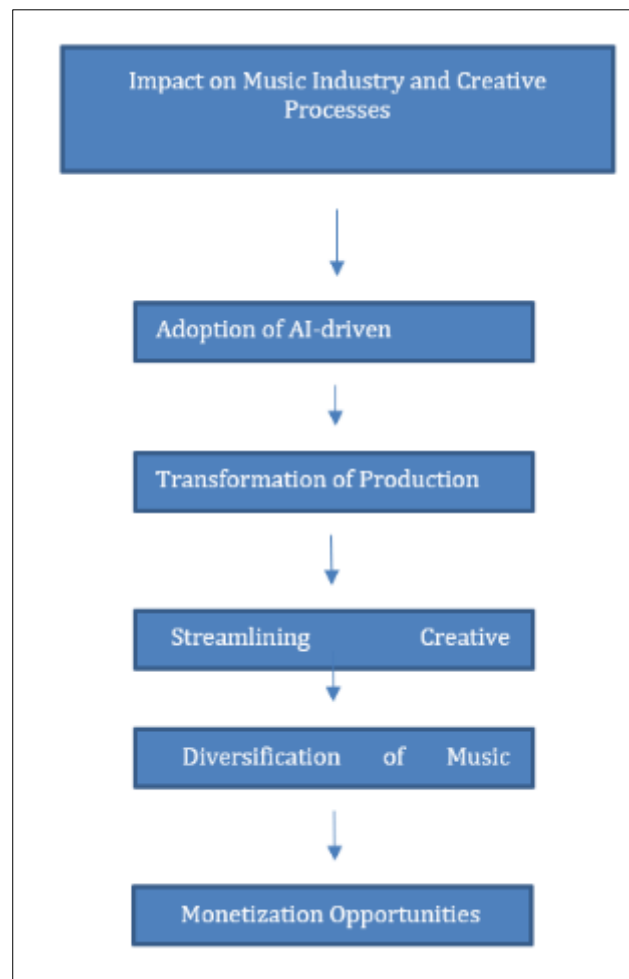 Impact on Music Industry and Creative
Processes
Adoption of AI-driven
Transformation of Production
Streamlining Creative
Diversification of Music
Monetization Opportunities